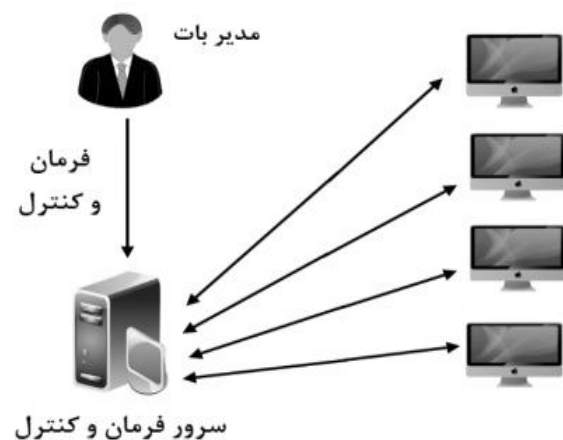 مدیر بات
فرمان
و کنترل
سرور فرمان و کنترل